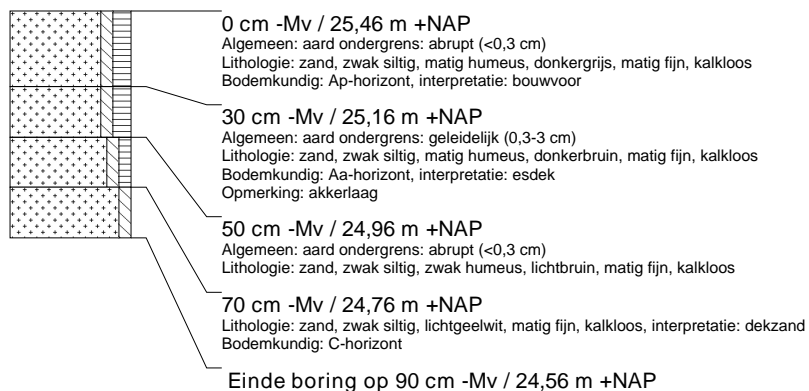 0 cm -Mv / 25,46 m +NAP
Algemeen: aard ondergrens: abrupt (<0,3 cm)
Lithologie: zand, zwak siltig, matig humeus, donkergrijs, matig fijn, kalkloos
Bodemkundig: Ap-horizont, interpretatie: bouwvoor
30 cm -Mv / 25,16 m +NAP
Algemeen: aard ondergrens: geleidelijk (0,3-3 cm)
Lithologie: zand, zwak siltig, matig humeus, donkerbruin, matig fijn, kalkloos
Bodemkundig: Aa-horizont, interpretatie: esdek
Opmerking: akkerlaag
50 cm -Mv / 24,96 m +NAP
Algemeen: aard ondergrens: abrupt (<0,3 cm)
Lithologie: zand, zwak siltig, zwak humeus, lichtbruin, matig fijn, kalkloos
70 cm -Mv / 24,76 m +NAP
Lithologie: zand, zwak siltig, lichtgeelwit, matig fijn, kalkloos, interpretatie: dekzand
Bodemkundig: C-horizont
Einde boring op 90 cm -Mv / 24,56 m +NAP